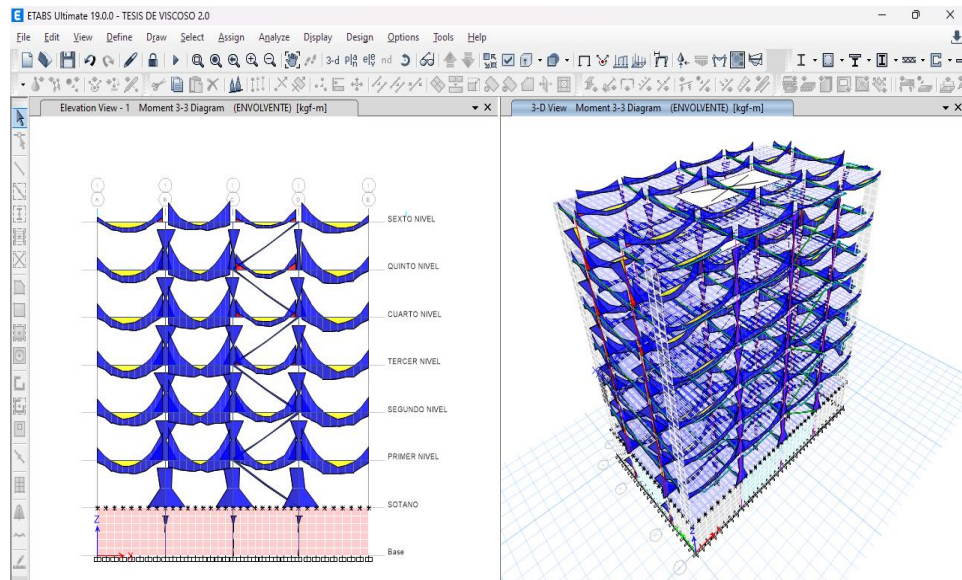 ETABS Ultimate 19.0.0 - TESIS DE VISCOSO 2.0
File Edit View Define Draw Select Assign Analyze Display Design Options Tools Help
3-d
nd
Elevation View - 1 Moment 3-3 Diagram (ENVOLVENTE) [kgf-m]
3-D View Moment 3-3 Diagram (ENVOLVENTE) [kgf-m]
SEXTO NIVEL
QUINTO NIVEL
CUARTO NIVEL
TERCER NIVEL
SEGUNDO NIVEL
PRIMER NIVEL
SOTANO
Base
Z
X
Z